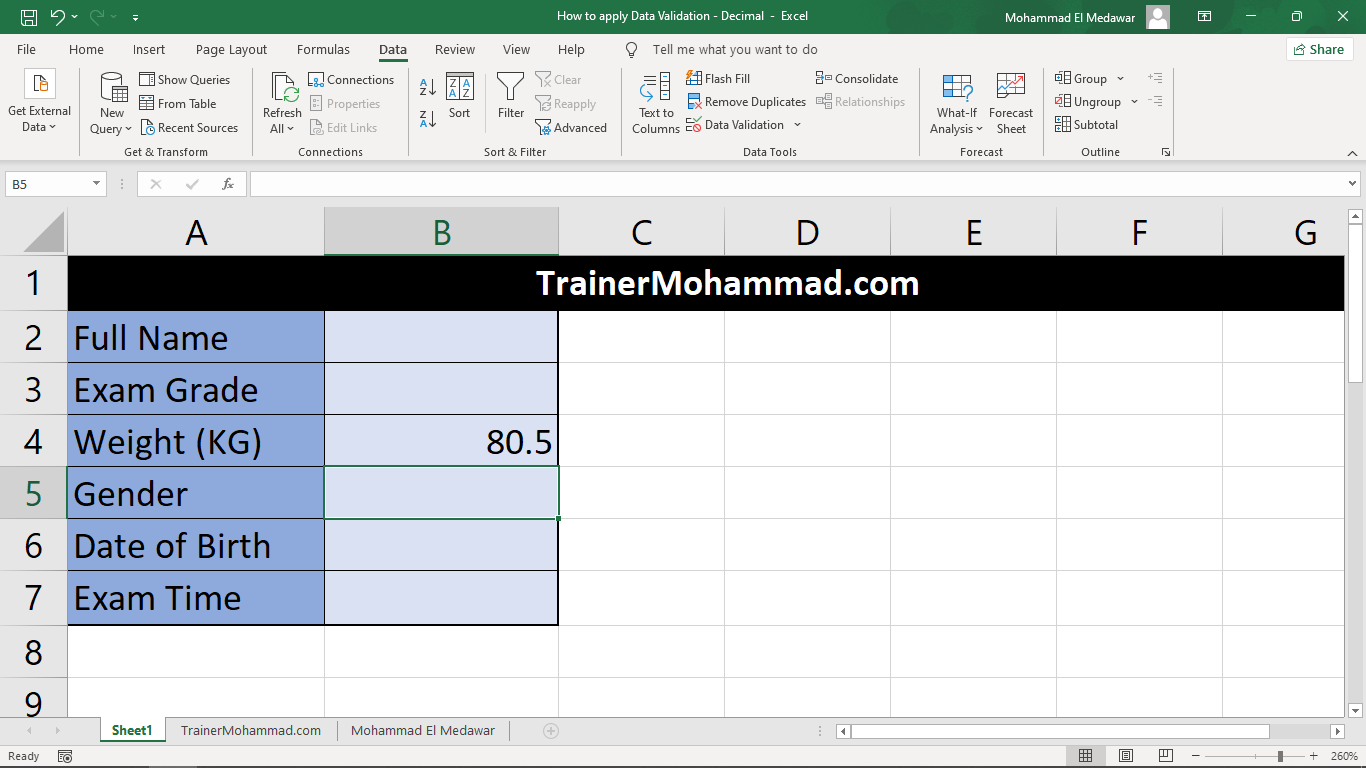 How to apply Data Validation - Decimal - Excel
Mohammad El Medawar
File Home Insert Page Layout Formulas Data Review View Help Tell me what you want to do Share
Get External Data
New Query
Show Queries
From Table
Recent Sources
Get & Transform
Refresh All
Connections
Properties
Edit Links
Connections
Sort
Filter
Clear
Reapply
Advanced
Sort & Filter
Text to Columns
Flash Fill
Remove Duplicates
Data Validation
Consolidate
Relationships
Data Tools
What-If Analysis
Forecast Sheet
Forecast
Group
Ungroup
Subtotal
Outline
B5 fx
A B C D E F G
1 TrainerMohammad.com
2 Full Name
3 Exam Grade
4 Weight (KG) 80.5
5 Gender
6 Date of Birth
7 Exam Time
8
9
Sheet1 TrainerMohammad.com Mohammad El Medawar
Ready 260%